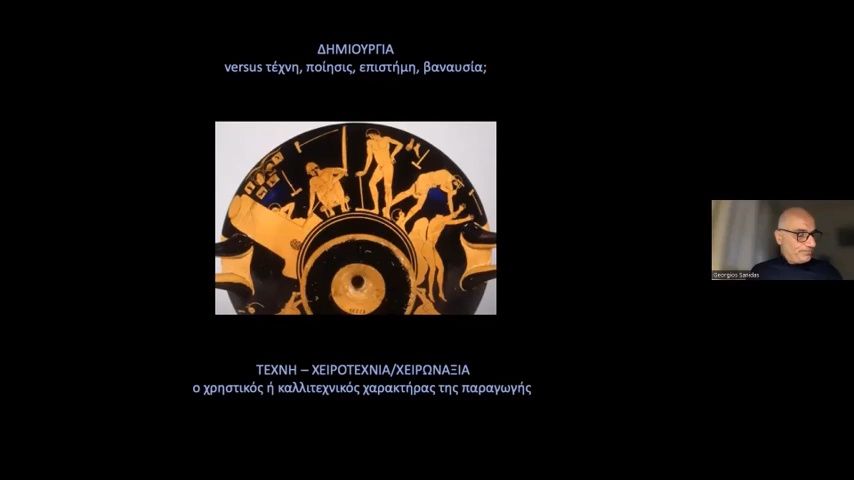 ΔΗΜΙΟΥΡΓΙΑ
versus τέχνη, ποίησις, επιστήμη, βαναυσία;
Georgios Sanidas
ΤΕΧΝΗ – ΧΕΙΡΟΤΕΧΝΙΑ/ΧΕΙΡΩΝΑΞΙΑ
ο χρηστικός ή καλλιτεχνικός χαρακτήρας της παραγωγής